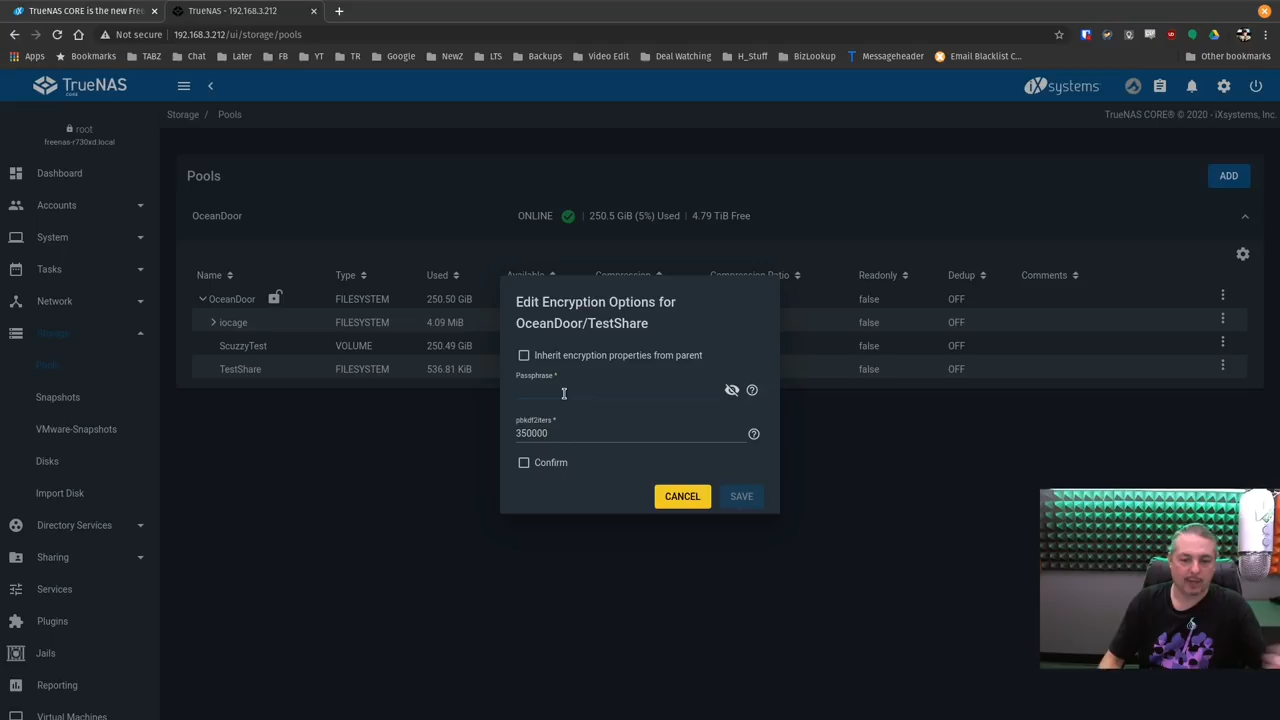 TrueNAS CORE is the new Free
TrueNAS - 192.168.3.212
Not secure
192.168.3.212/ui/storage/pools
Apps
Bookmarks
TABZ
Chat
Later
FB
YT
TR
Google
NewZ
LTS
Backups
Video Edit
Deal Watching
H_Stuff
BizLookup
Messageheader
Email Blacklist C...
Other bookmarks
TrueNAS
CORE
iXsystems
root
freenas-r730xd.local
Storage / Pools
TrueNAS CORE® © 2020 - iXsystems, Inc.
Dashboard
Accounts
System
Tasks
Network
Storage
Pools
Snapshots
VMware-Snapshots
Disks
Import Disk
Directory Services
Sharing
Services
Plugins
Jails
Reporting
Virtual Machines
Pools
ADD
OceanDoor
ONLINE | 250.5 GiB (5%) Used | 4.79 TiB Free
Name Type Used Available Compression Compression Ratio Readonly Dedup Comments
OceanDoor FILESYSTEM 250.50 GiB false OFF
iocage FILESYSTEM 4.09 MiB false OFF
ScuzzyTest VOLUME 250.49 GiB false OFF
TestShare FILESYSTEM 536.81 KiB false OFF
Edit Encryption Options for
OceanDoor/TestShare
Inherit encryption properties from parent
Passphrase *
pbkdf2iters *
350000
Confirm
CANCEL
SAVE